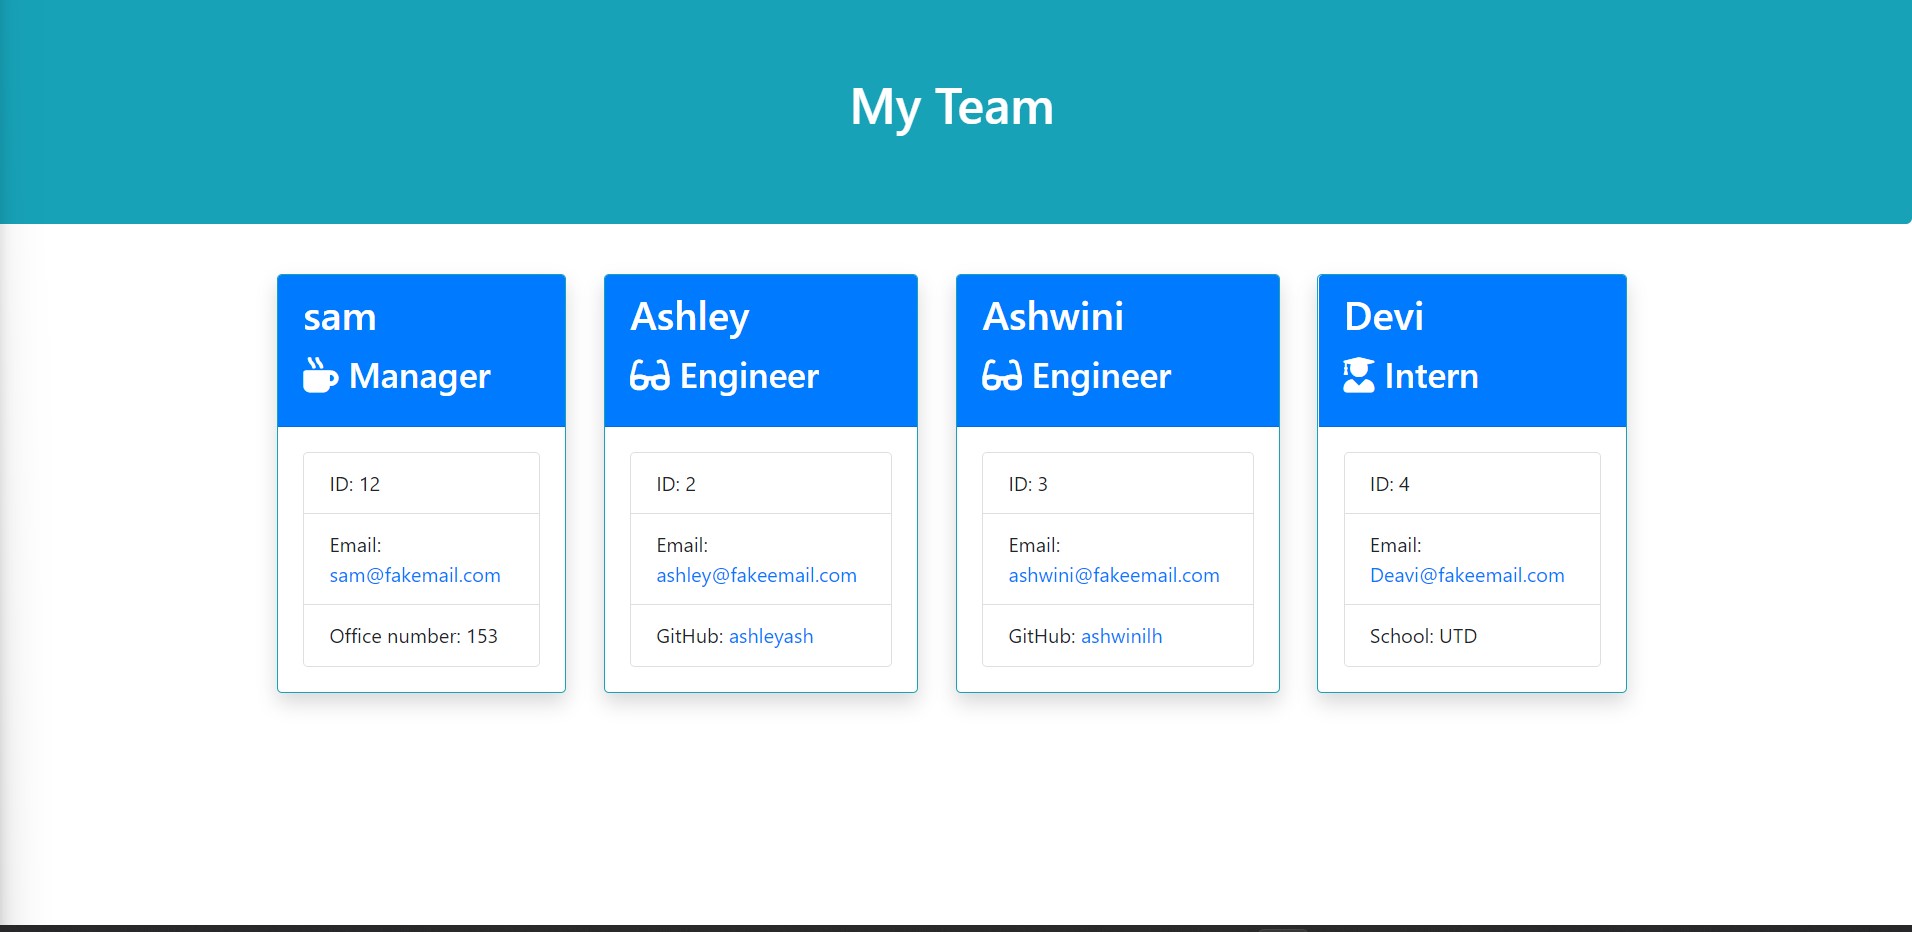 My Team
sam
Manager
ID: 12
Email:
sam@fakemail.com
Office number: 153
Ashley
Engineer
ID: 2
Email:
ashley@fakeemail.com
GitHub: ashleyash
Ashwini
Engineer
ID: 3
Email:
ashwini@fakeemail.com
GitHub: ashwinilh
Devi
Intern
ID: 4
Email:
Deavi@fakeemail.com
School: UTD